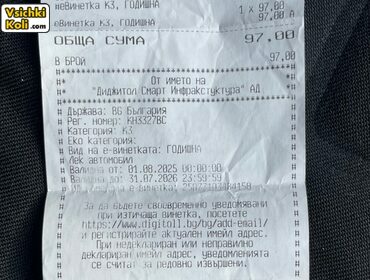 Vsichki
Koli .com
еВинетка К3, ГОДИШНА
1 x 97.00
еВинетка К3, ГОДИШНА
97.00 А
ОБЩА СУМА 97.00
В БРОЙ 97.00
От името на
"Диджитол Смарт Инфраструктура" АД
# Държава: BG България
# Рег. номер: KH3327BC
# Категория: К3
# Еко категория:
# Вид на е-винетката: ГОДИШНА
# Лек автомобил
# Валидна от: 01.08.2025 00:00:00
# Валидна до: 31.07.2026 23:59:59
е-винетка:
За да бъдете своевременно уведомявани
при изтичаща винетка, посетете
https://www.digitoll.bg/bg/add-email/
и регистрирайте актуален имейл адрес.
При недеклариран или неправилно
деклариран имейл адрес, уведомленията
се считат за редовно извършени.